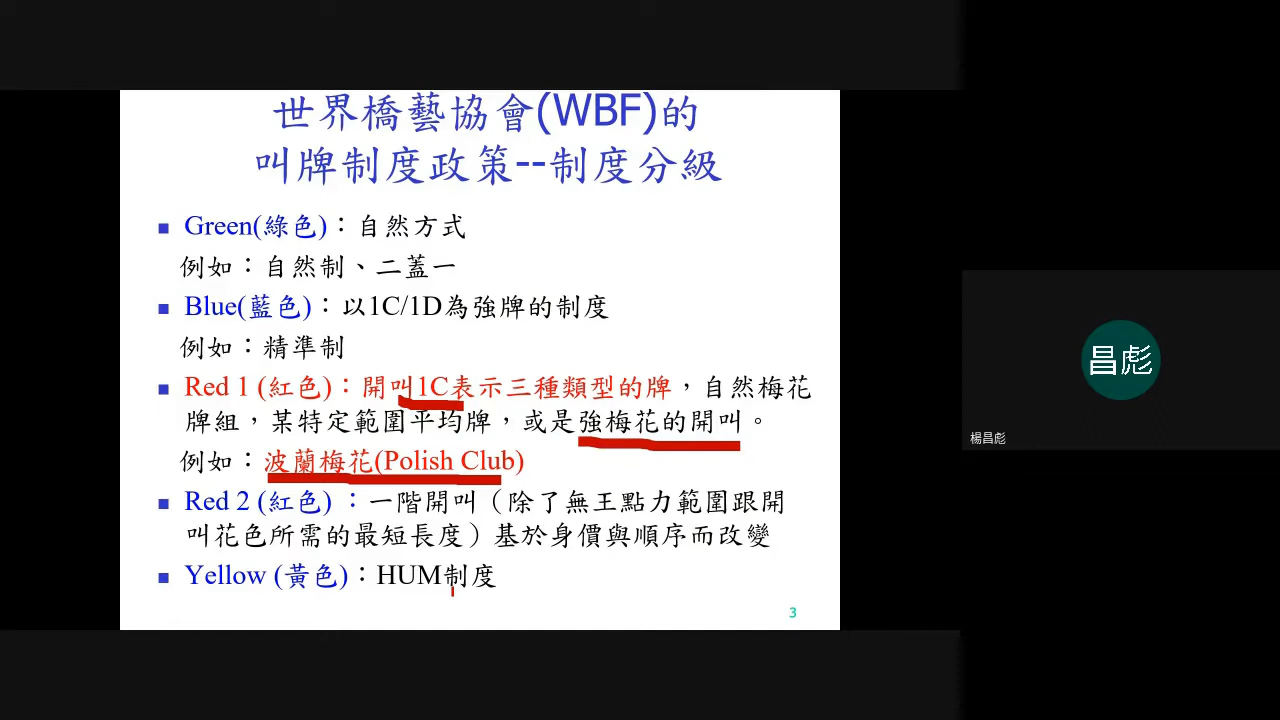 世界橋藝協會(WBF)的
叫牌制度政策--制度分級
Green(綠色)：自然方式
例如：自然制、二蓋一
Blue(藍色)：以1C/1D為強牌的制度
例如：精準制
Red 1 (紅色)：開叫1C表示三種類型的牌，自然梅花
牌組，某特定範圍平均牌，或是強梅花的開叫。
例如：波蘭梅花(Polish Club)
Red 2 (紅色)：一階開叫（除了無王點力範圍跟開
叫花色所需的最短長度）基於身價與順序而改變
Yellow (黃色)：HUM制度
3
昌彪
楊昌彪